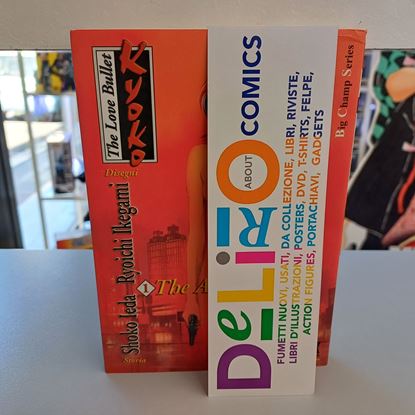 The Love Bullet
KYOKO
Disegni
Shoko Ieda - Ryoichi Ikegami
Storia
1 The A
Big Champ Series
DeLiRiO
ABOUT
COMICS
FUMETTI NUOVI, USATI, DA COLLEZIONE, LIBRI, RIVISTE,
LIBRI D'ILLUSTRAZIONI, POSTERS, DVD, T-SHIRTS, FELPE,
ACTION FIGURES, PORTACHIAVI, GADGETS